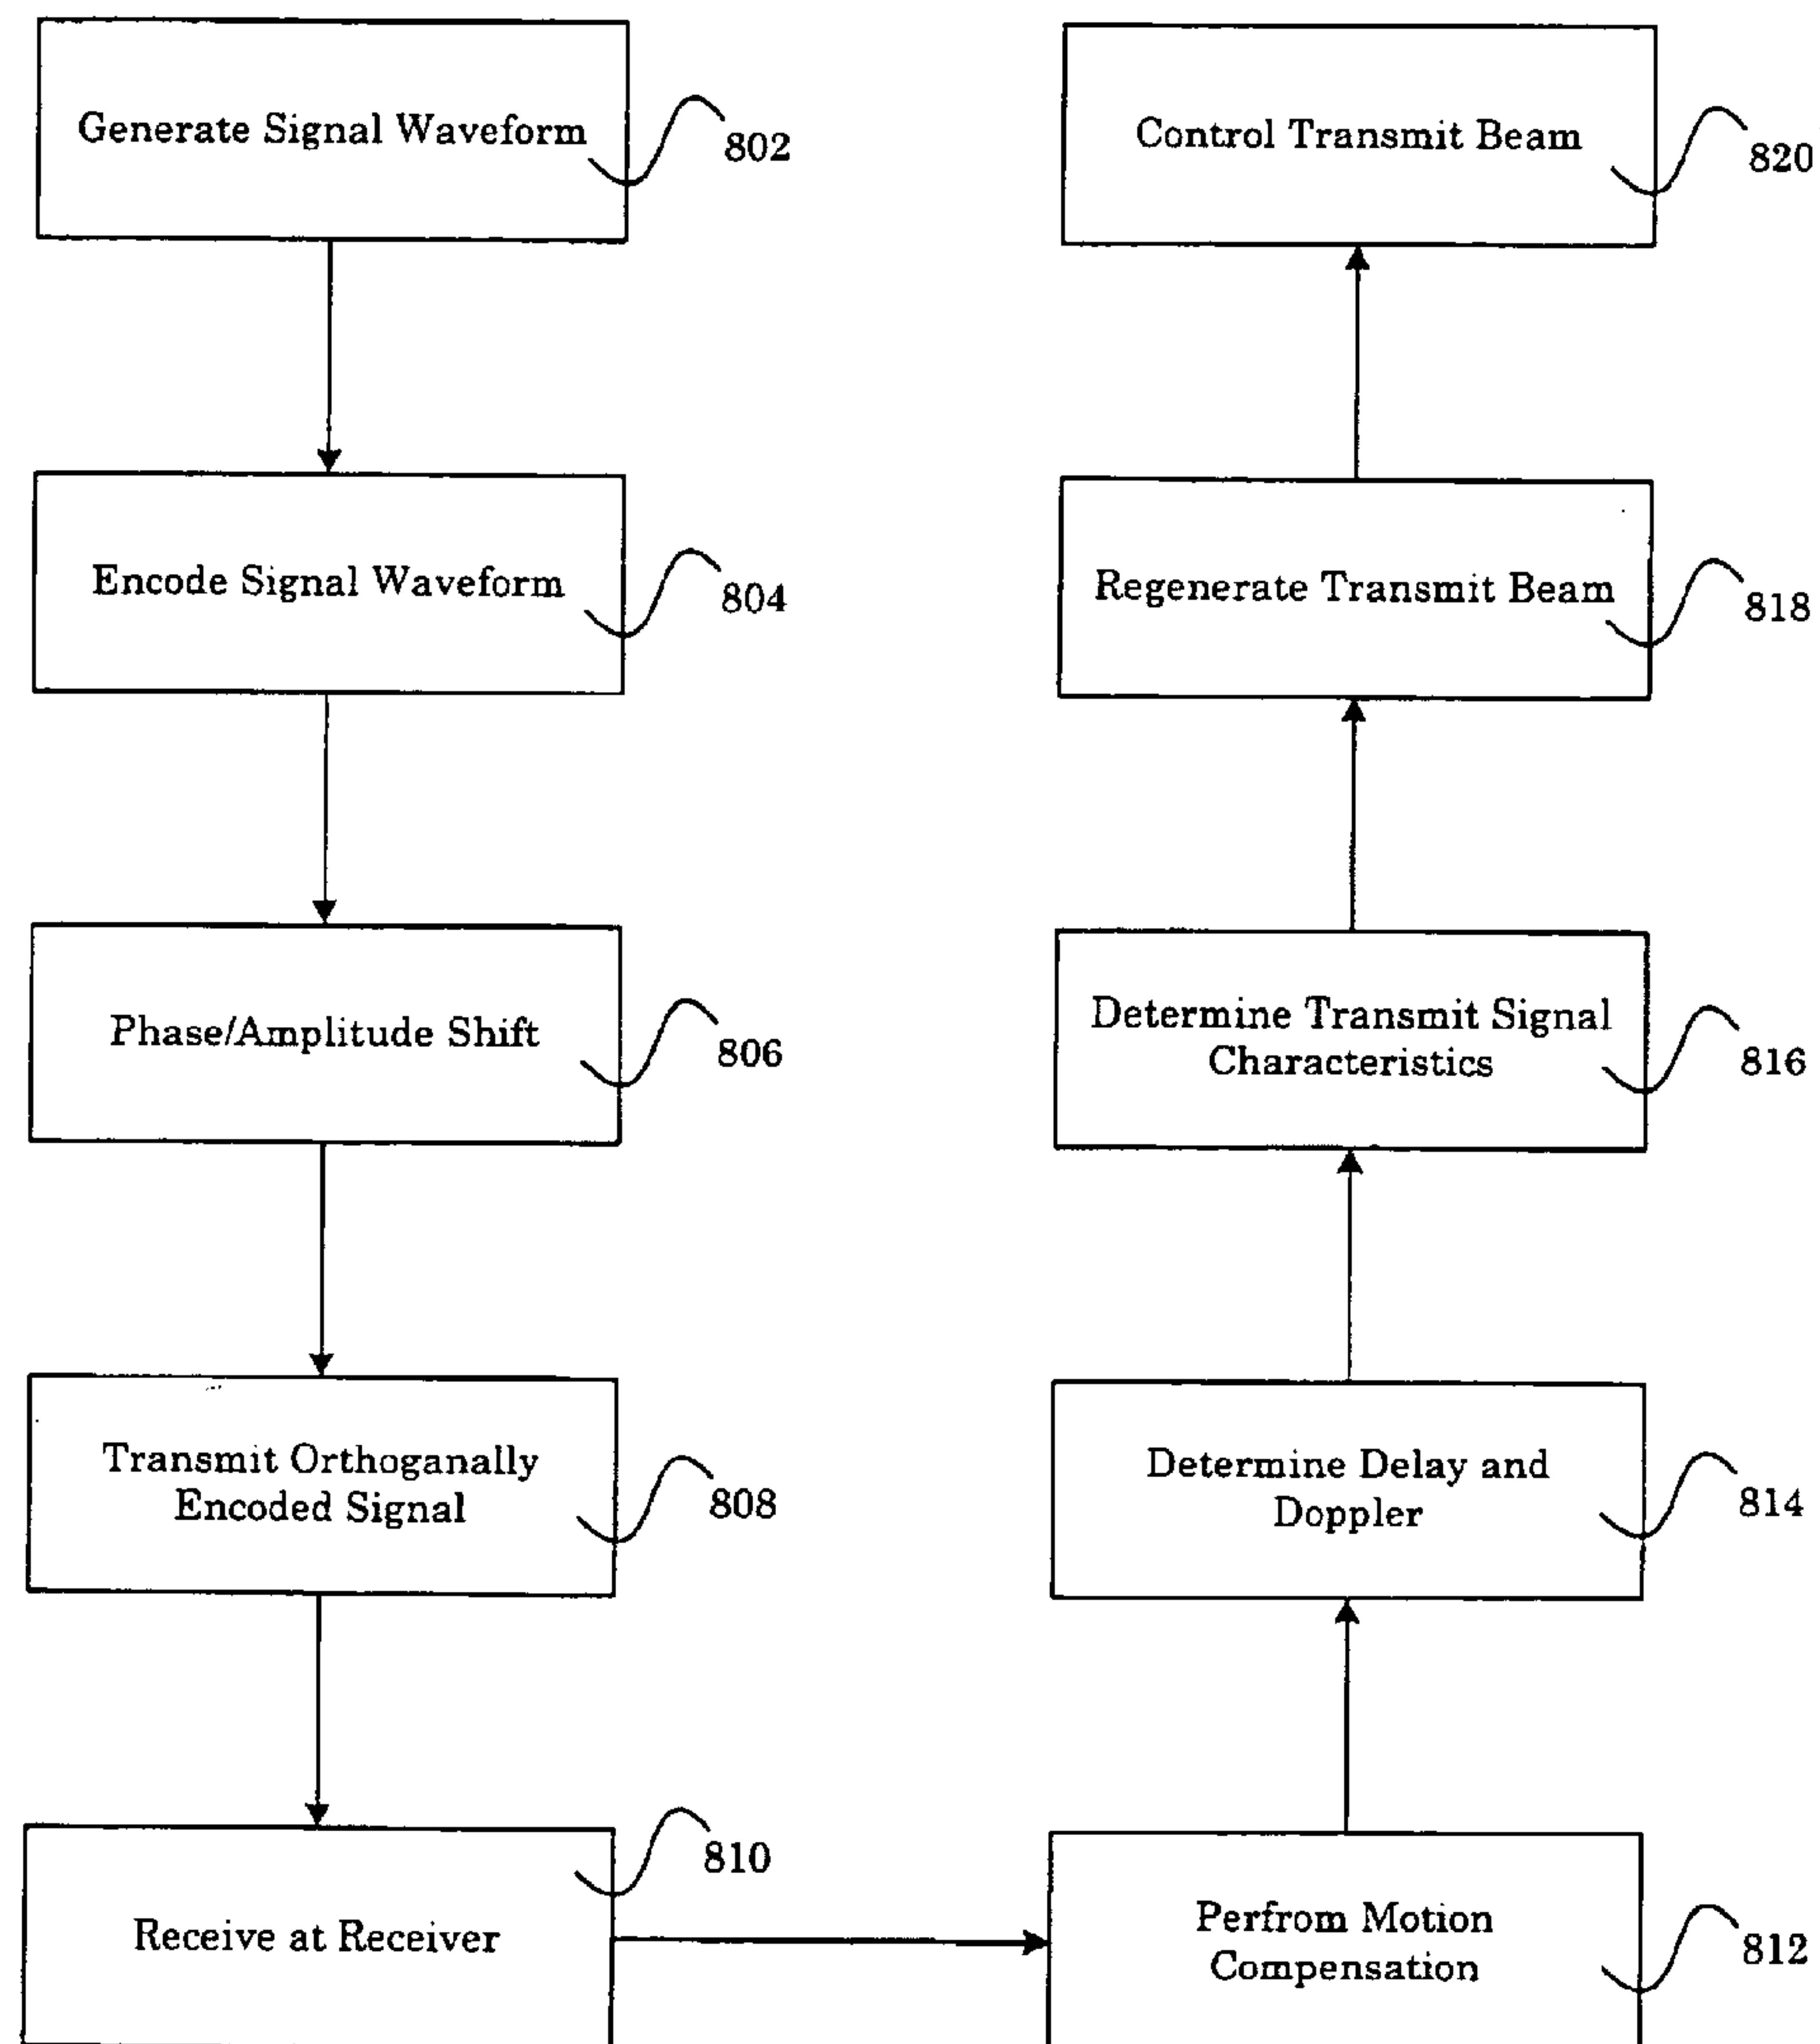 Generate Signal Waveform
802
Encode Signal Waveform
804
Phase/Amplitude Shift
806
Transmit Orthoganally
Encoded Signal
808
Receive at Receiver
810
Perfrom Motion
Compensation
812
Determine Delay and
Doppler
814
Determine Transmit Signal
Characteristics
816
Regenerate Transmit Beam
818
Control Transmit Beam
820